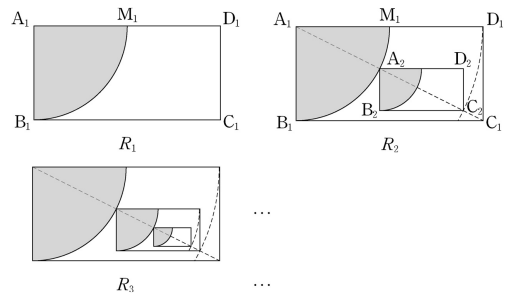 A₁ M₁ D₁
B₁ C₁
R₁
A₁ M₁ D₁
A₂ D₂
B₂ C₂
B₁ C₁
R₂
...
R₃
...